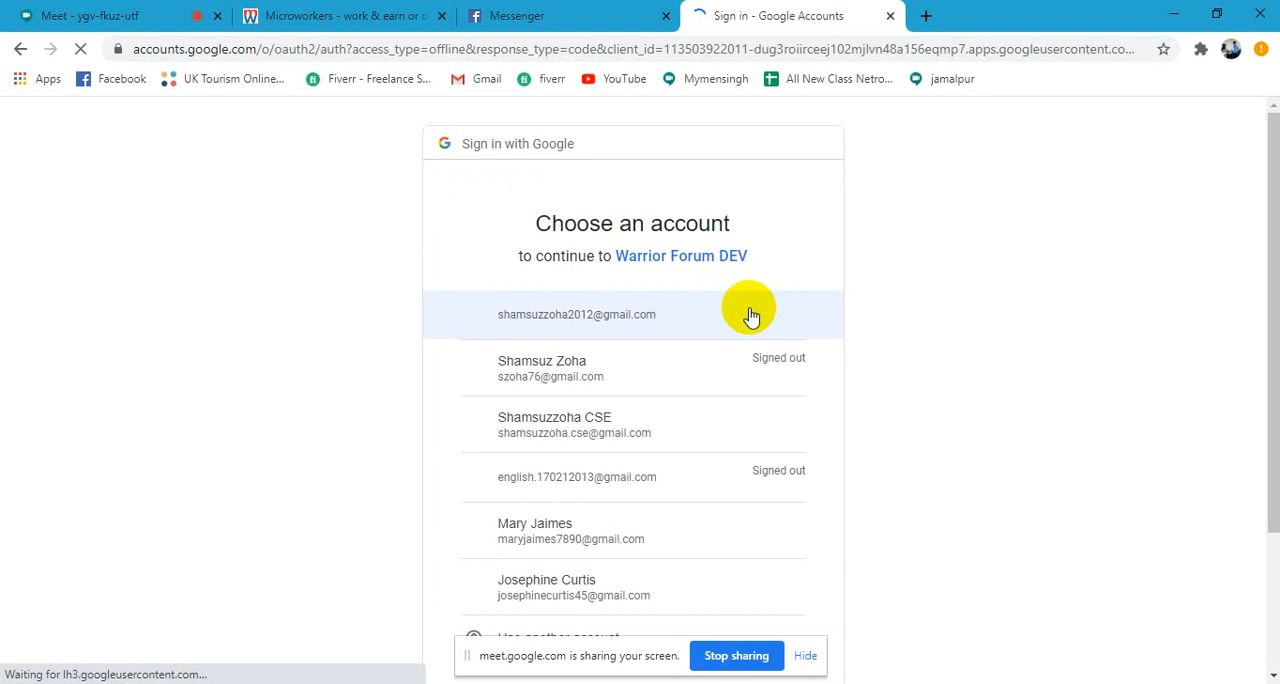 Meet - ygv-fkuz-utf
Microworkers - work & earn or o
Messenger
Sign in - Google Accounts
accounts.google.com/o/oauth2/auth?access_type=offline&response_type=code&client_id=113503922011-dug3roiirceej102mjlvn48a156eqmp7.apps.googleusercontent.co...
Apps
Facebook
UK Tourism Online...
Fiverr - Freelance S...
Gmail
fiverr
YouTube
Mymensingh
All New Class Netro...
jamalpur
Sign in with Google
Choose an account
to continue to Warrior Forum DEV
shamsuzzoha2012@gmail.com
Shamsuz Zoha
Signed out
szoha76@gmail.com
Shamsuzzoha CSE
shamsuzzoha.cse@gmail.com
english.170212013@gmail.com
Signed out
Mary Jaimes
maryjaimes7890@gmail.com
Josephine Curtis
josephinecurtis45@gmail.com
Use another account
meet.google.com is sharing your screen.
Stop sharing
Hide
Waiting for lh3.googleusercontent.com...